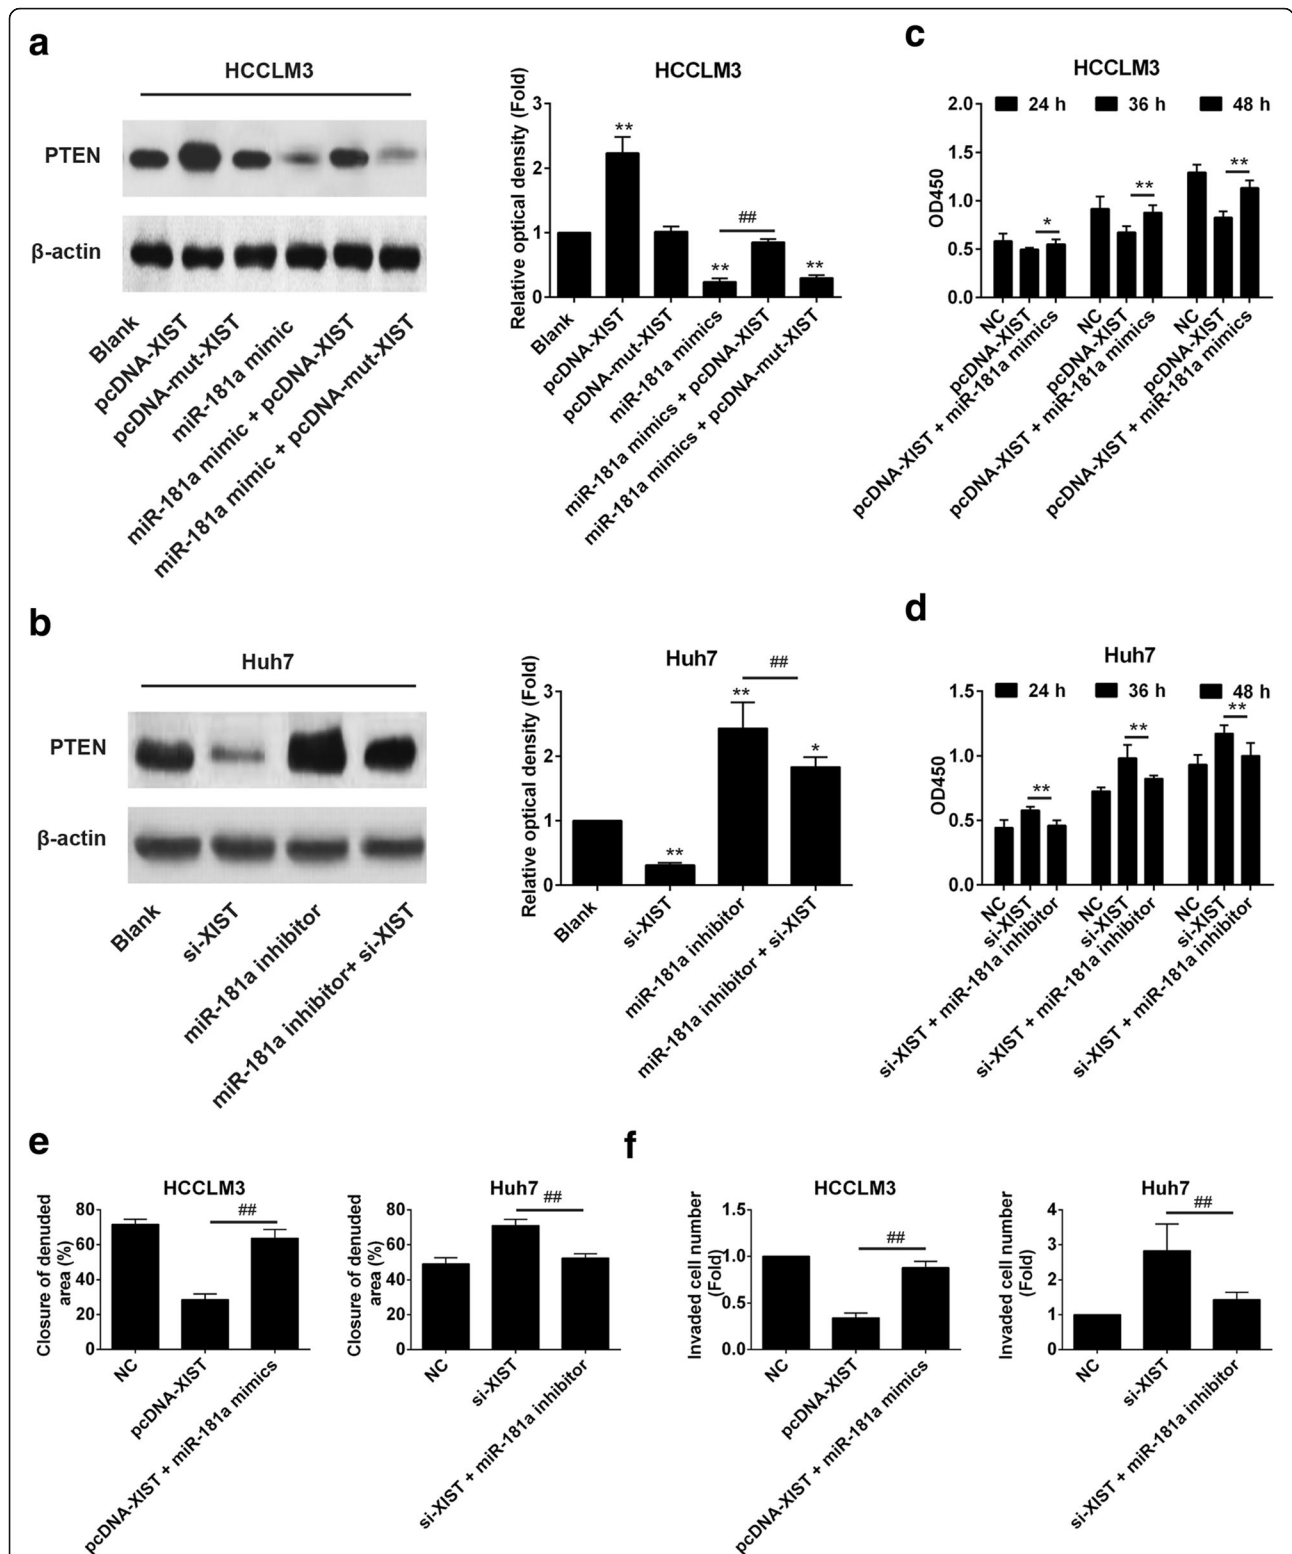 a
HCCLM3
PTEN
β-actin
Blank
pcDNA-XIST
pcDNA-mut-XIST
miR-181a mimic
miR-181a mimic + pcDNA-XIST
miR-181a mimic + pcDNA-mut-XIST
HCCLM3
Relative optical density (Fold)
3
2
1
0
**
**
##
**
Blank
pcDNA-XIST
pcDNA-mut-XIST
miR-181a mimics
miR-181a mimics + pcDNA-XIST
miR-181a mimics + pcDNA-mut-XIST
c
HCCLM3
24 h 36 h 48 h
OD450
2.0
1.5
1.0
0.5
0.0
*
**
**
NC
pcDNA-XIST
pcDNA-XIST + miR-181a mimics
NC
pcDNA-XIST
pcDNA-XIST + miR-181a mimics
NC
pcDNA-XIST
pcDNA-XIST + miR-181a mimics
b
Huh7
PTEN
β-actin
Blank
si-XIST
miR-181a inhibitor
miR-181a inhibitor+ si-XIST
Huh7
Relative optical density (Fold)
3
2
1
0
**
**
##
*
Blank
si-XIST
miR-181a inhibitor
miR-181a inhibitor + si-XIST
d
Huh7
24 h 36 h 48 h
OD450
1.5
1.0
0.5
0.0
**
**
**
NC
si-XIST
si-XIST + miR-181a inhibitor
NC
si-XIST
si-XIST + miR-181a inhibitor
NC
si-XIST
si-XIST + miR-181a inhibitor
e
HCCLM3
Closure of denuded
area (%)
80
60
40
20
0
##
NC
pcDNA-XIST
pcDNA-XIST + miR-181a mimics
Huh7
Closure of denuded
area (%)
80
60
40
20
0
##
NC
si-XIST
si-XIST + miR-181a inhibitor
f
HCCLM3
Invaded cell number
(Fold)
1.5
1.0
0.5
0.0
##
NC
pcDNA-XIST
pcDNA-XIST + miR-181a mimics
Huh7
Invaded cell number
(Fold)
4
3
2
1
0
##
NC
si-XIST
si-XIST + miR-181a inhibitor